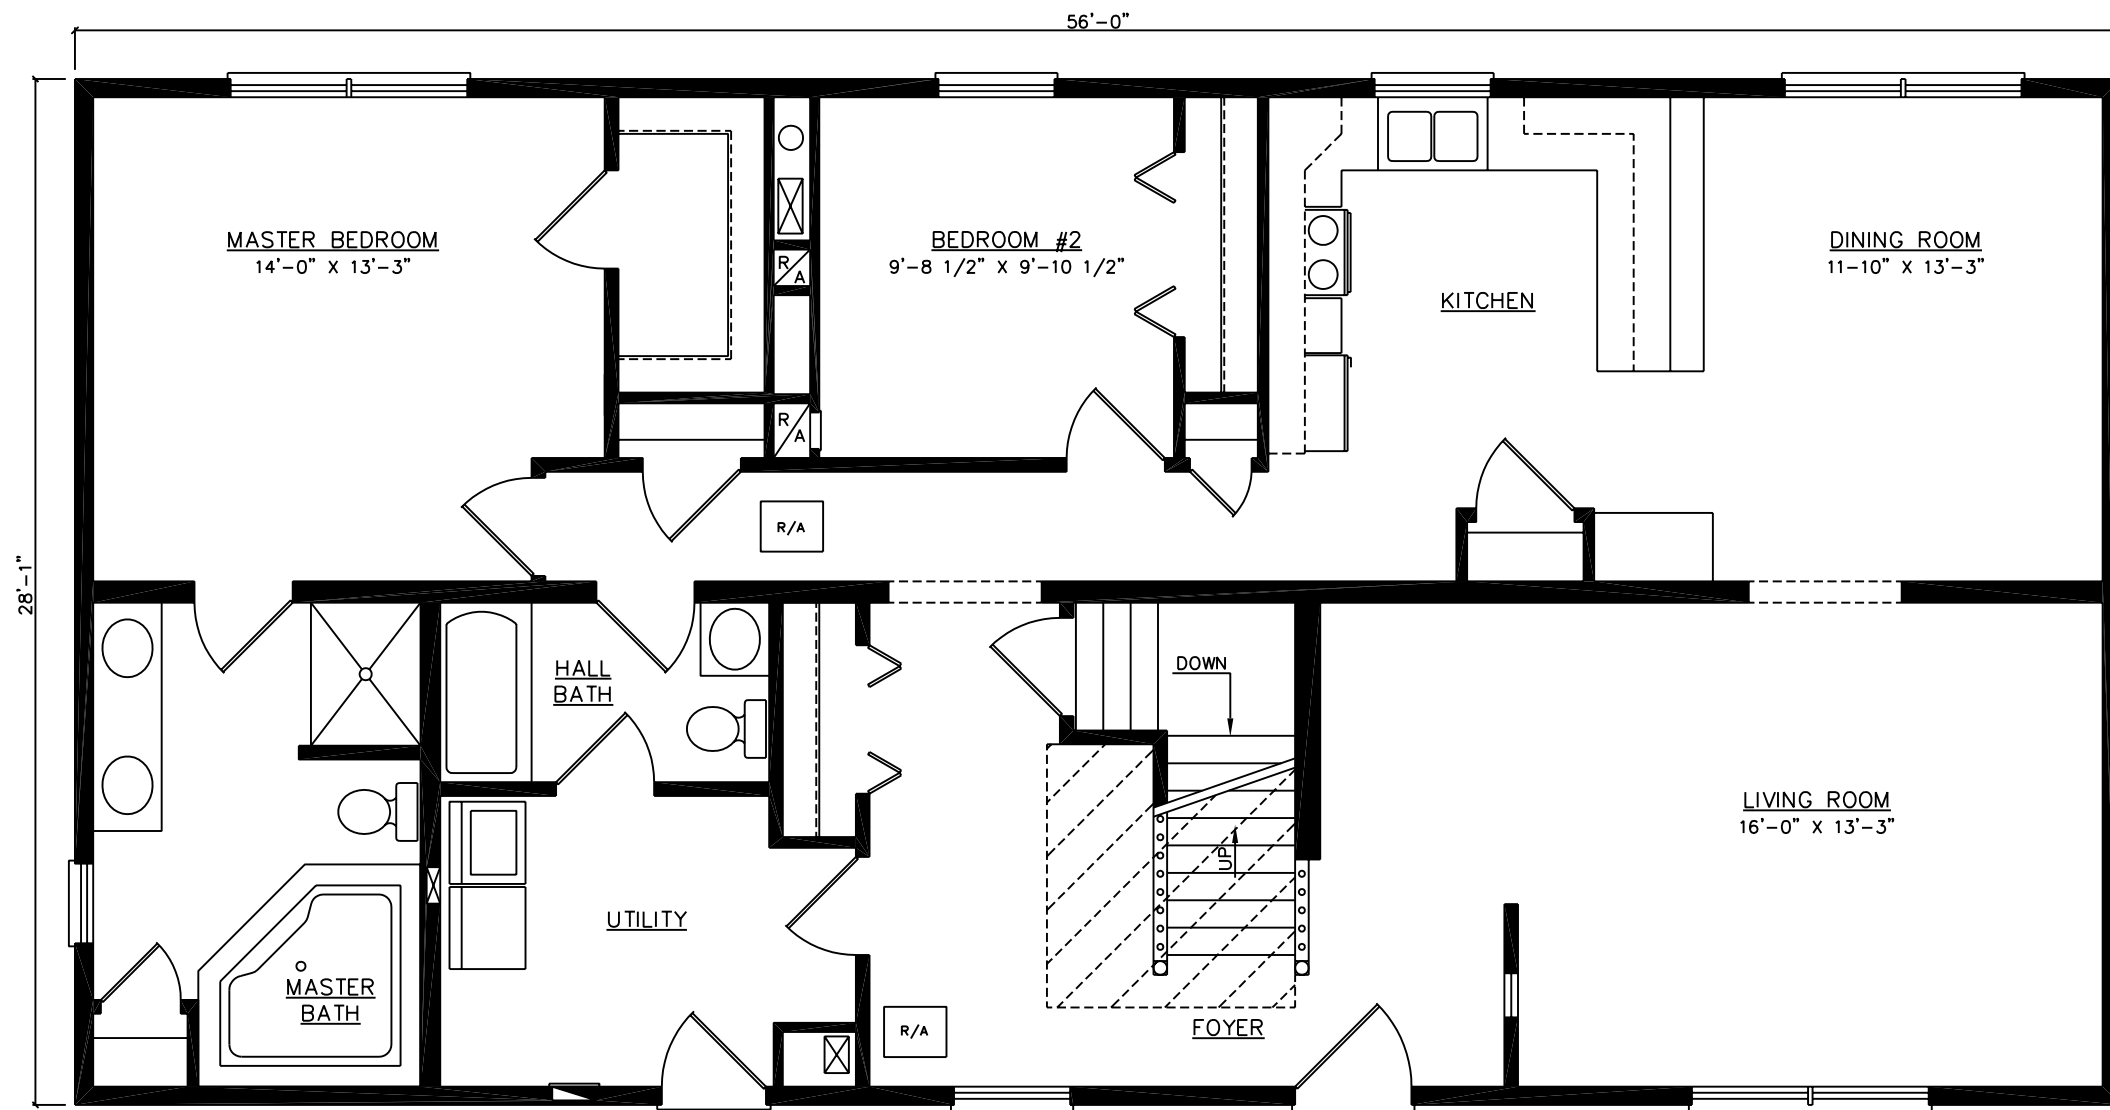 56'-0"
28'-1"
MASTER BEDROOM
14'-0" X 13'-3"
R
A
BEDROOM #2
9'-8 1/2" X 9'-10 1/2"
KITCHEN
DINING ROOM
11-10" X 13'-3"
R
A
R/A
HALL
BATH
DOWN
LIVING ROOM
16'-0" X 13'-3"
UP
UTILITY
MASTER
BATH
R/A
FOYER